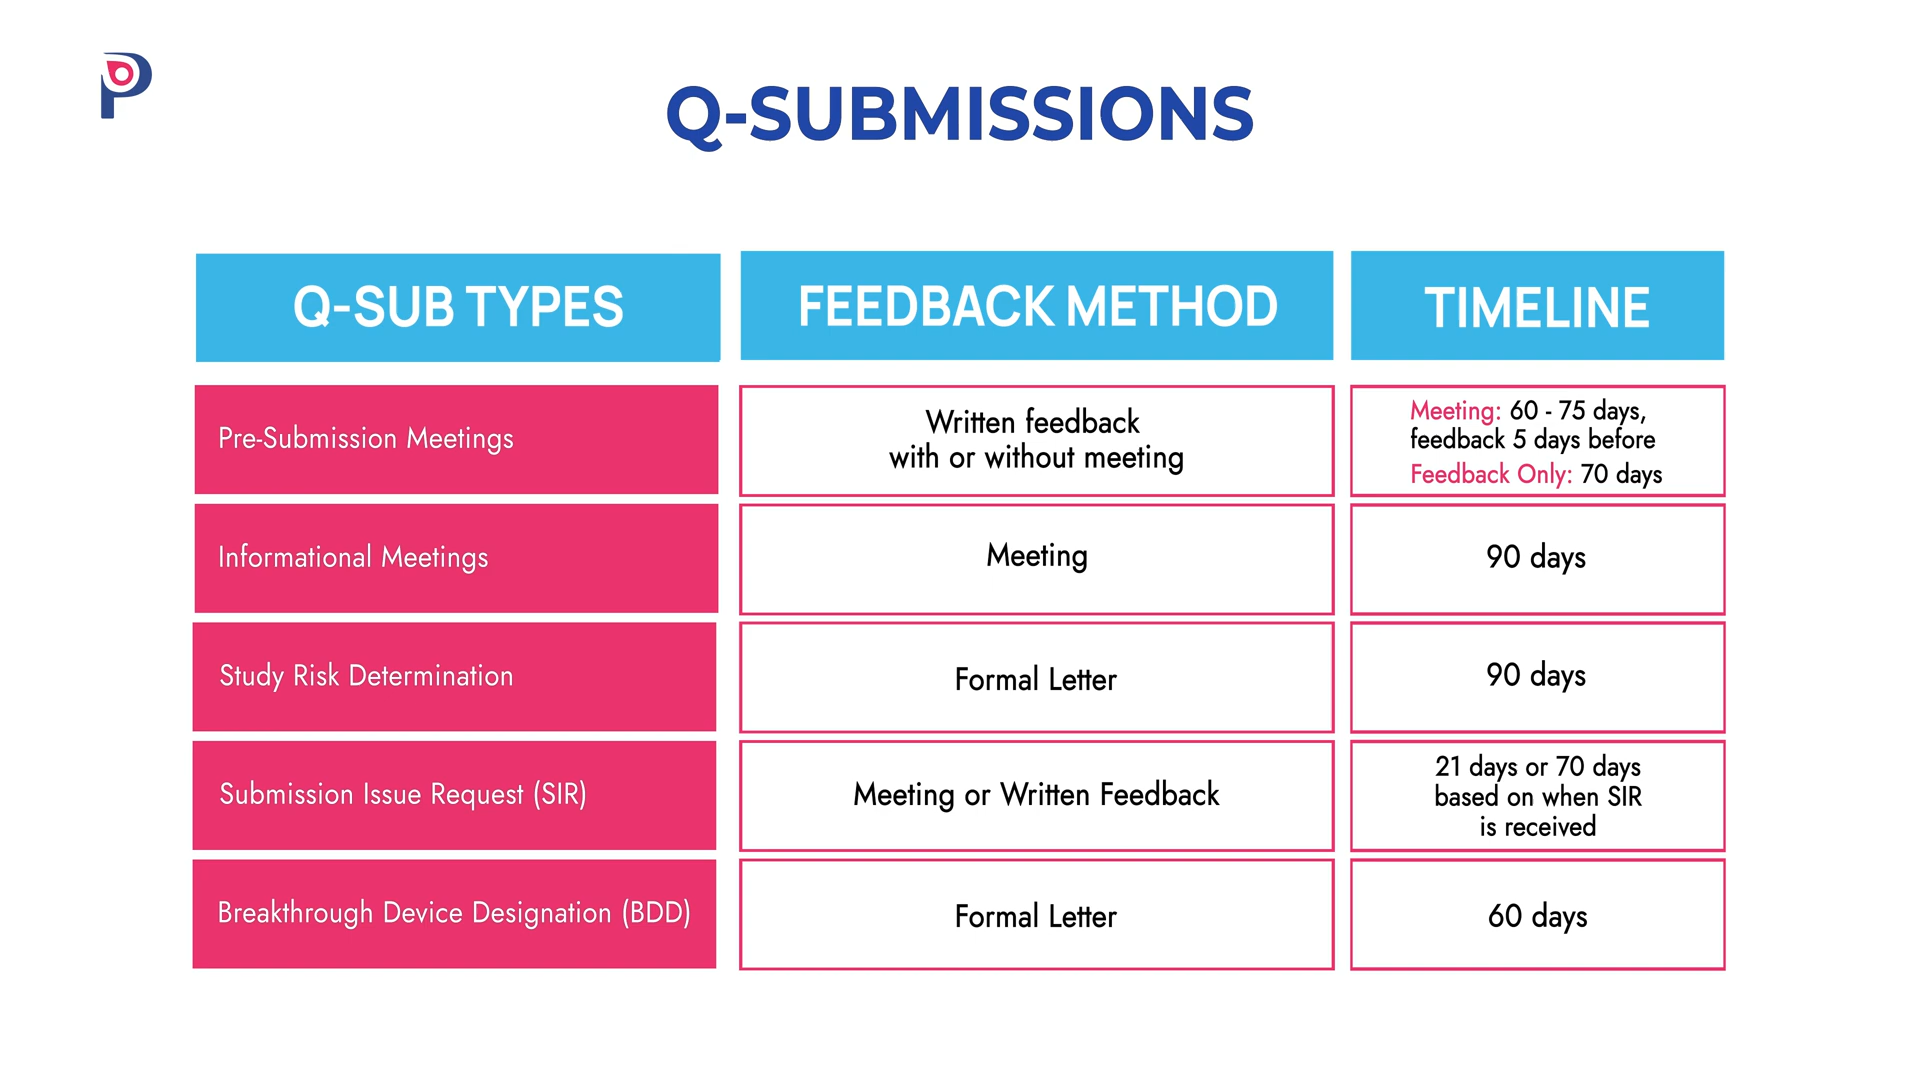 Q-SUBMISSIONS
Q-SUB TYPES
FEEDBACK METHOD
TIMELINE
Pre-Submission Meetings
Written feedback
with or without meeting
Meeting: 60 - 75 days,
feedback 5 days before
Feedback Only: 70 days
Informational Meetings
Meeting
90 days
Study Risk Determination
Formal Letter
90 days
Submission Issue Request (SIR)
Meeting or Written Feedback
21 days or 70 days
based on when SIR
is received
Breakthrough Device Designation (BDD)
Formal Letter
60 days